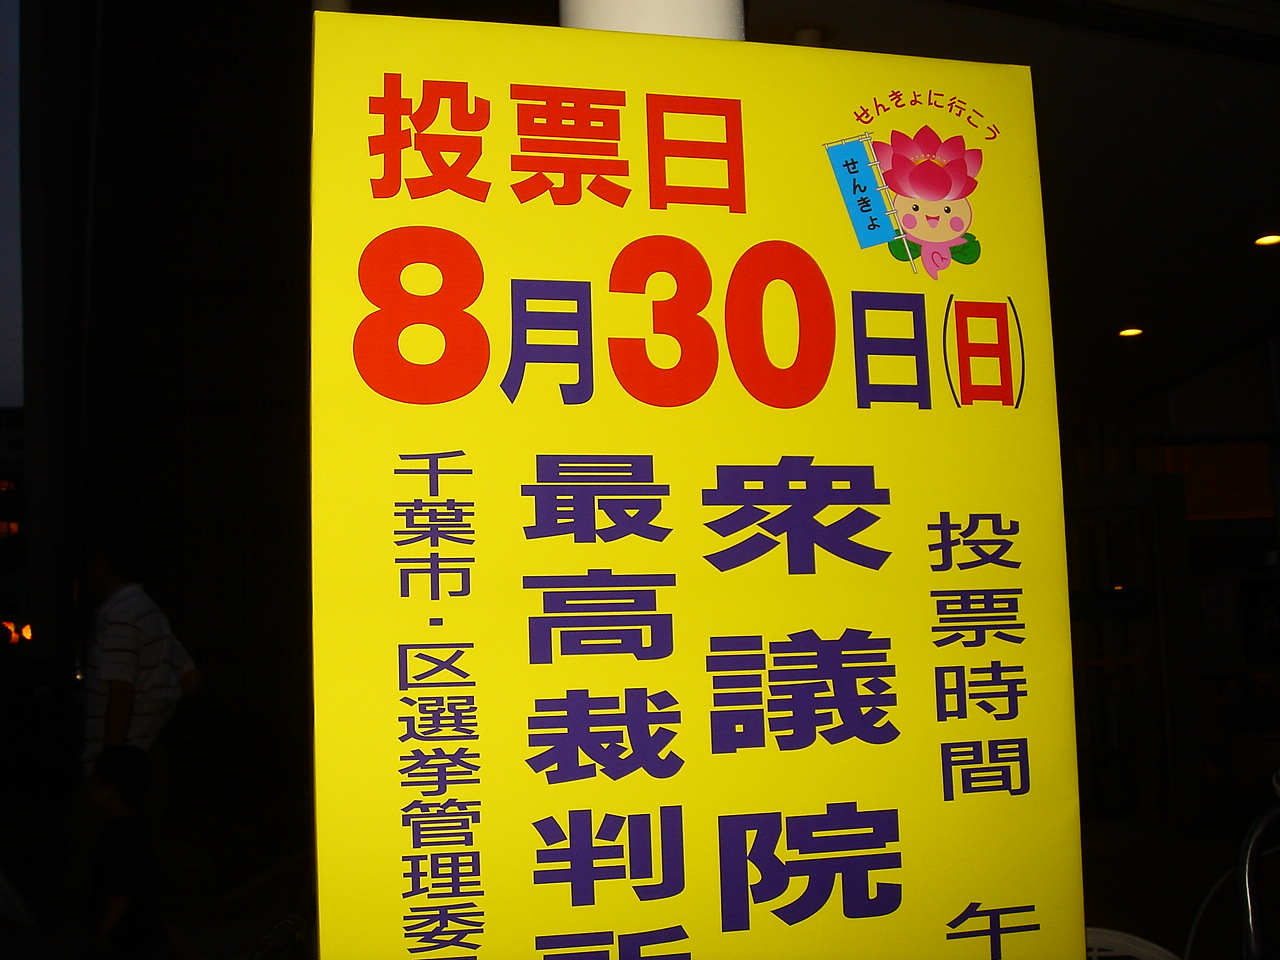 投票日
せんきょに行こう
せんきょ
8月30日(日)
投票時間 午
衆議院
最高裁判所
千葉市・区選挙管理委